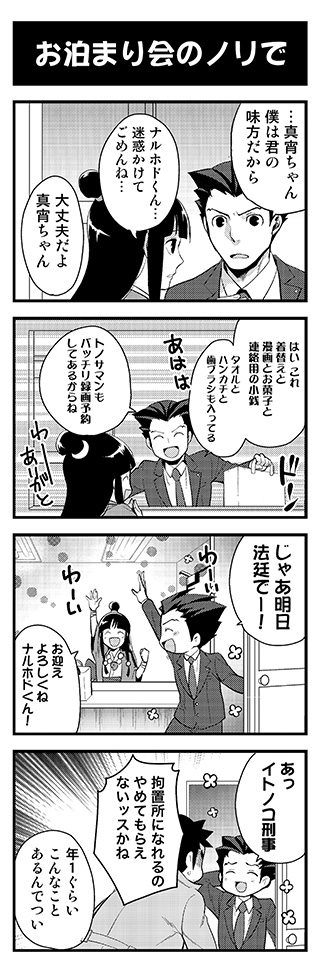 お泊まり会のノリで
…真宵ちゃん
僕は君の
味方だから
ナルホドくん…
迷惑かけて
ごめんね…
大丈夫だよ
真宵ちゃん
はい これ
着替えと
漫画とお菓子と
連絡用の小銭
タオルと
ハンカチと
歯ブラシも入ってる
あはは
トノサマンも
バッチリ録画予約
してあるからね
ド！
わーい
ありがと
じゃあ明日
法廷でー！
わーい
わーい
お迎え
よろしくね
ナルホドくん！
あっ
イトノコ刑事
拘置所になれるの
やめてもらえ
ないッスかね
年1ぐらい
こんなこと
あるんでつい